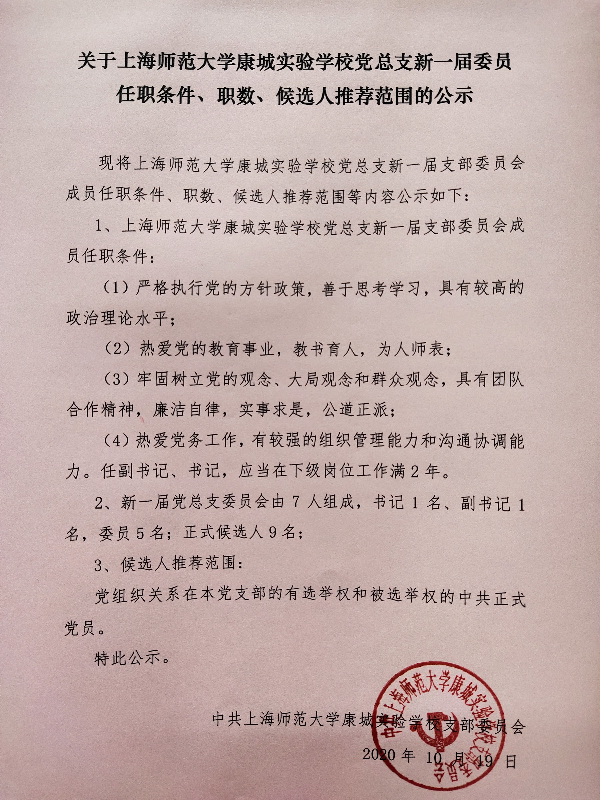 关于上海师范大学康城实验学校党总支新一届委员
任职条件、职数、候选人推荐范围的公示
现将上海师范大学康城实验学校党总支新一届支部委员会
成员任职条件、职数、候选人推荐范围等内容公示如下：
1、上海师范大学康城实验学校党总支新一届支部委员会成
员任职条件；
（1）严格执行党的方针政策，善于思考学习，具有较高的
政治理论水平；
（2）热爱党的教育事业，教书育人，为人师表；
（3）牢固树立党的观念、大局观念和群众观念，具有团队
合作精神，廉洁自律，实事求是，公道正派；
（4）热爱党务工作，有较强的组织管理能力和沟通协调能
力。任副书记、书记，应当在下级岗位工作满2年。
2、新一届党总支委员会由7人组成，书记1名、副书记1
名，委员5名；正式候选人9名；
3、候选人推荐范围：
党组织关系在本党支部的有选举权和被选举权的中共正式
党员。
特此公示。
中共上海师范大学康城实验学校支部委员会
2020年10月19日
中共上海师范大学康城实验学校支部委员会